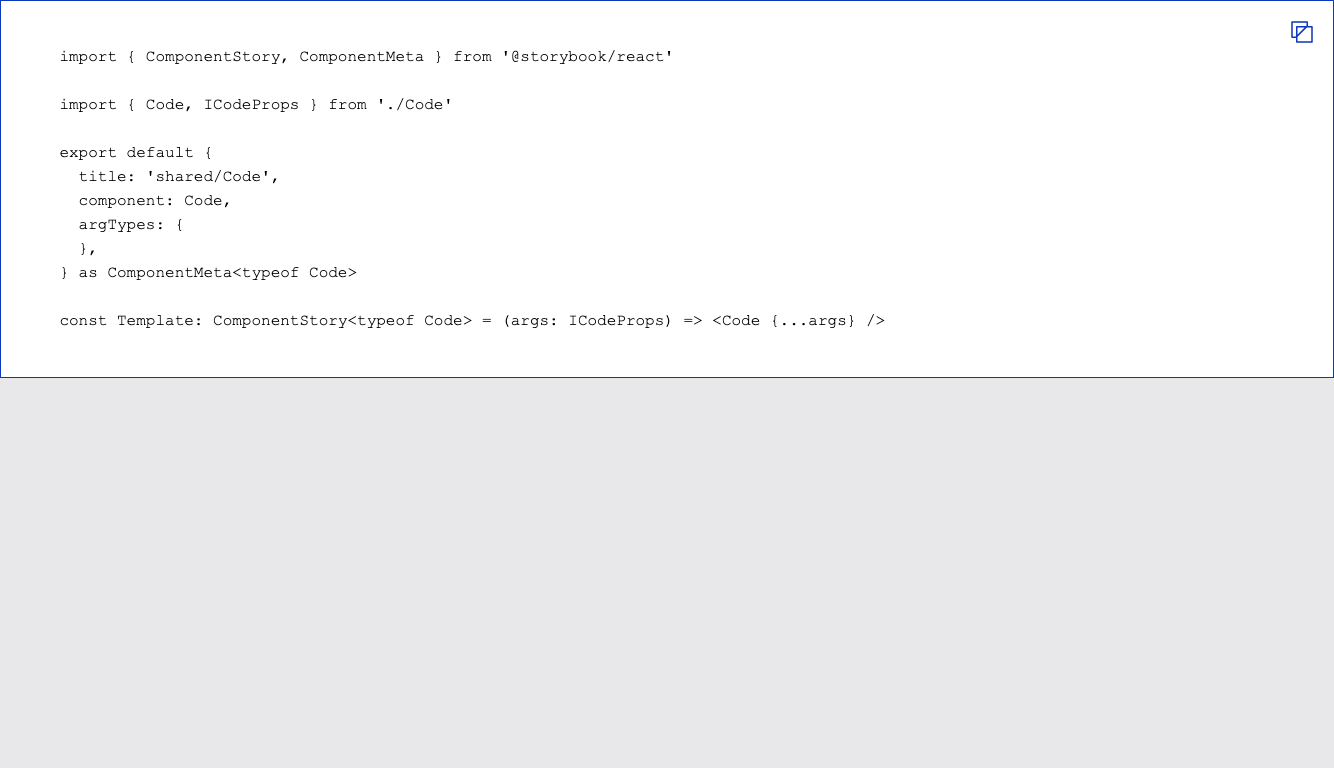 import { ComponentStory, ComponentMeta } from '@storybook/react'

import { Code, ICodeProps } from './Code'

export default {
  title: 'shared/Code',
  component: Code,
  argTypes: {
  },
} as ComponentMeta<typeof Code>

const Template: ComponentStory<typeof Code> = (args: ICodeProps) => <Code {...args} />